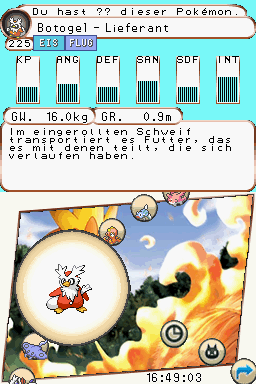 Du hast ?? dieser Pokémon.
Botogel - Lieferant
225 EIS FLUG
KP ANG DEF SAN SDF INT
GW. 16.0kg GR. 0.9m
Im eingerollten Schweif
transportiert es Futter, das
es mit denen teilt, die sich
verlaufen haben.
16:49:03